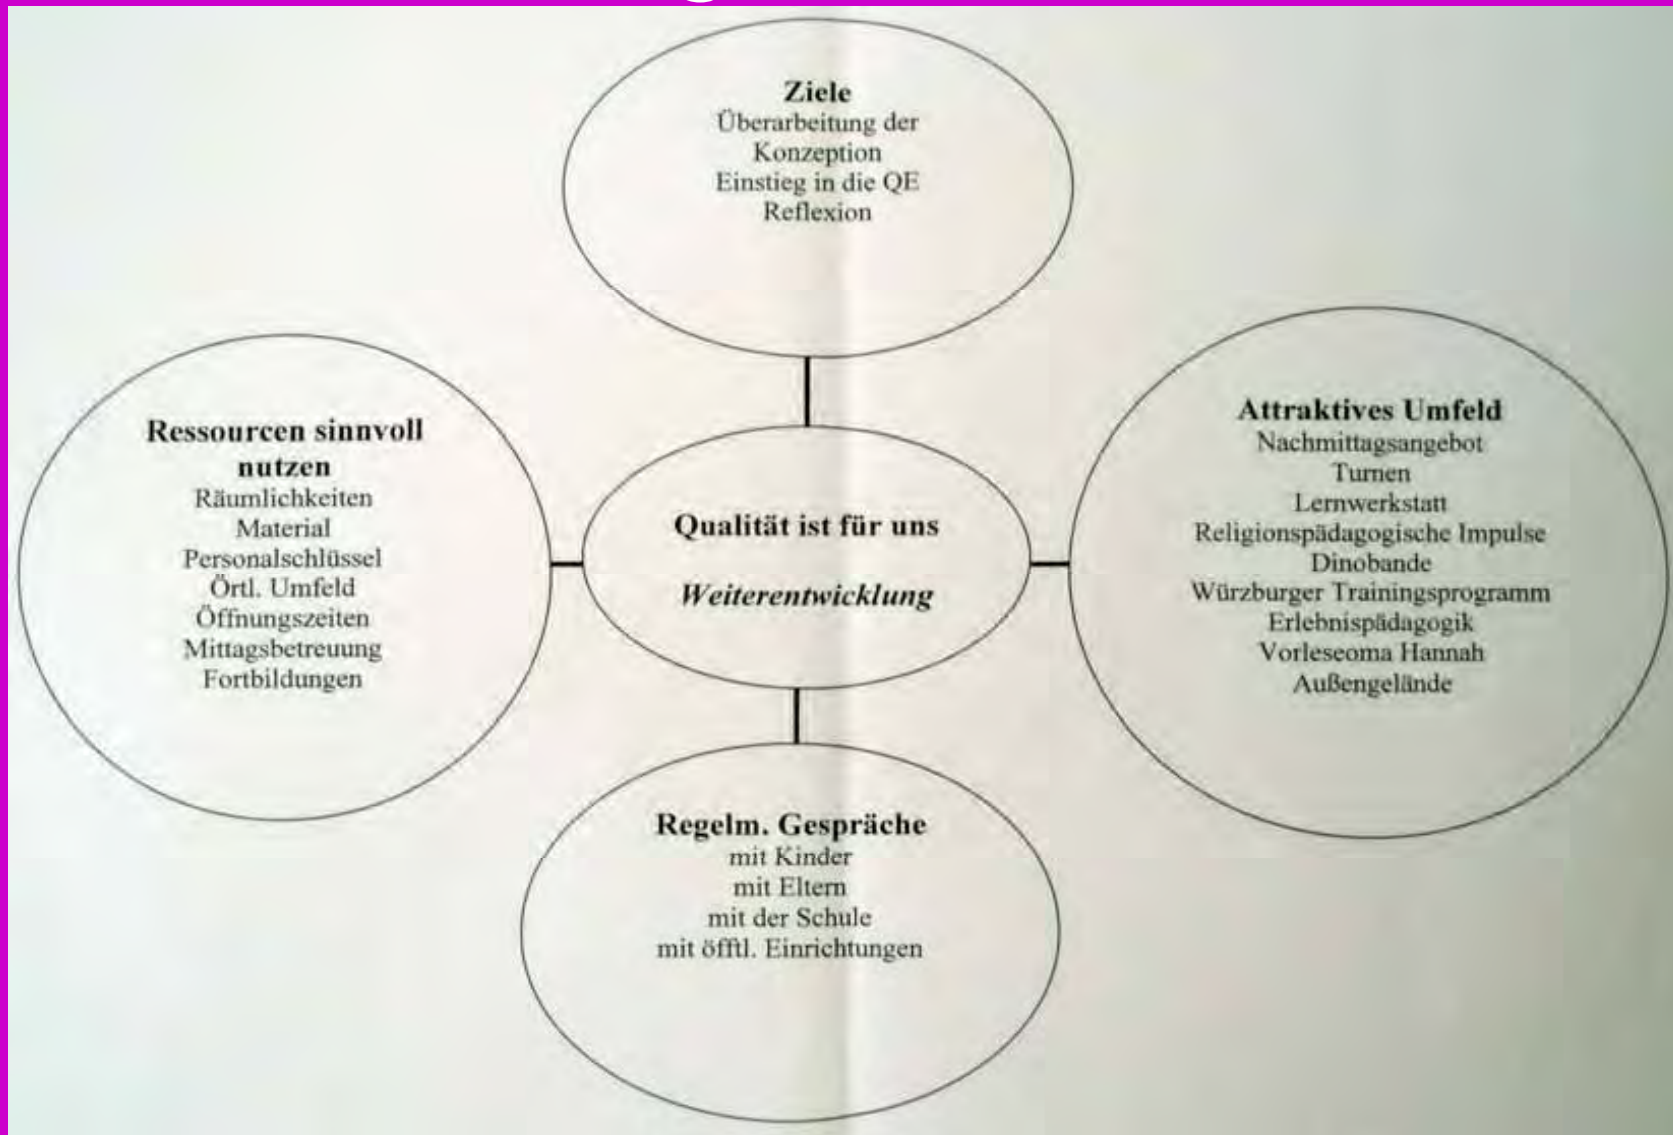 Ziele
Überarbeitung der
Konzeption
Einstieg in die QE
Reflexion
Ressourcen sinnvoll
nutzen
Räumlichkeiten
Material
Personalschlüssel
Örtl. Umfeld
Öffnungszeiten
Mittagsbetreuung
Fortbildungen
Qualität ist für uns
Weiterentwicklung
Attraktives Umfeld
Nachmittagsangebot
Turnen
Lernwerkstatt
Religionspädagogische Impulse
Dinobande
Würzburger Trainingsprogramm
Erlebnispädagogik
Vorleseoma Hannah
Außengelände
Regelm. Gespräche
mit Kinder
mit Eltern
mit der Schule
mit öfftl. Einrichtungen